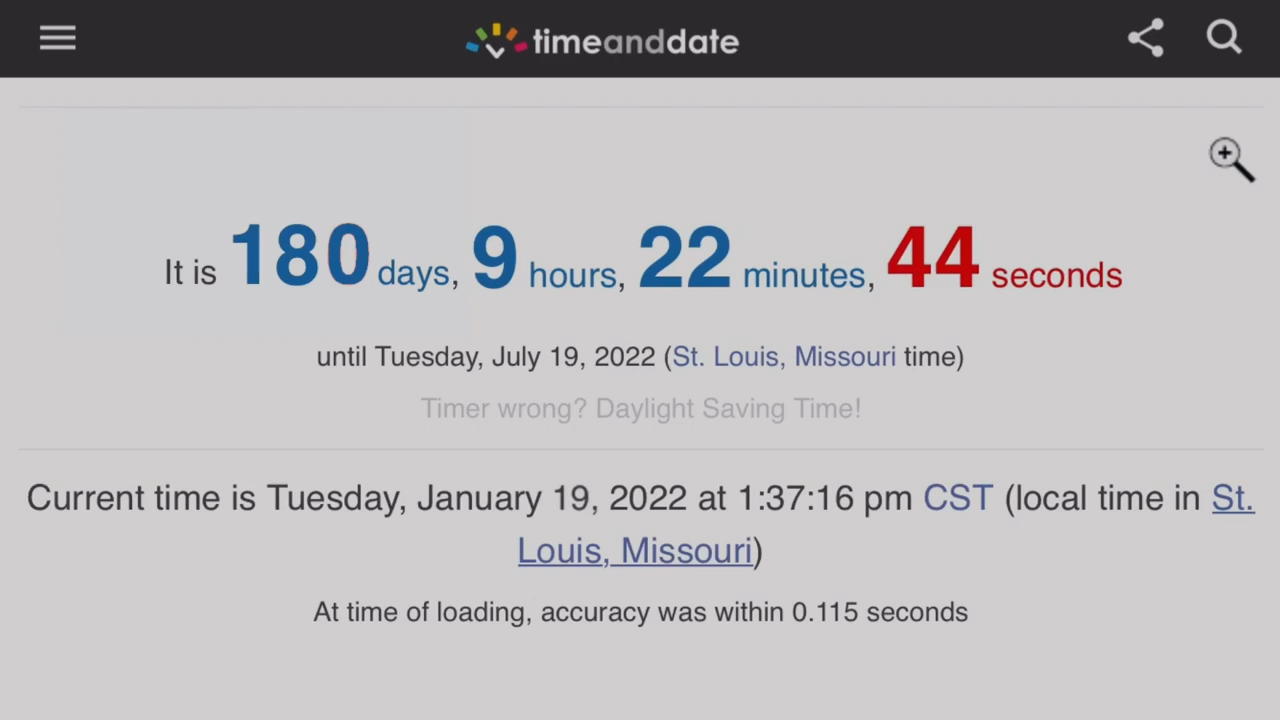 timeanddate
It is 180 days, 9 hours, 22 minutes, 44 seconds
until Tuesday, July 19, 2022 (St. Louis, Missouri time)
Timer wrong? Daylight Saving Time!
Current time is Tuesday, January 19, 2022 at 1:37:16 pm CST (local time in St.
Louis, Missouri)
At time of loading, accuracy was within 0.115 seconds